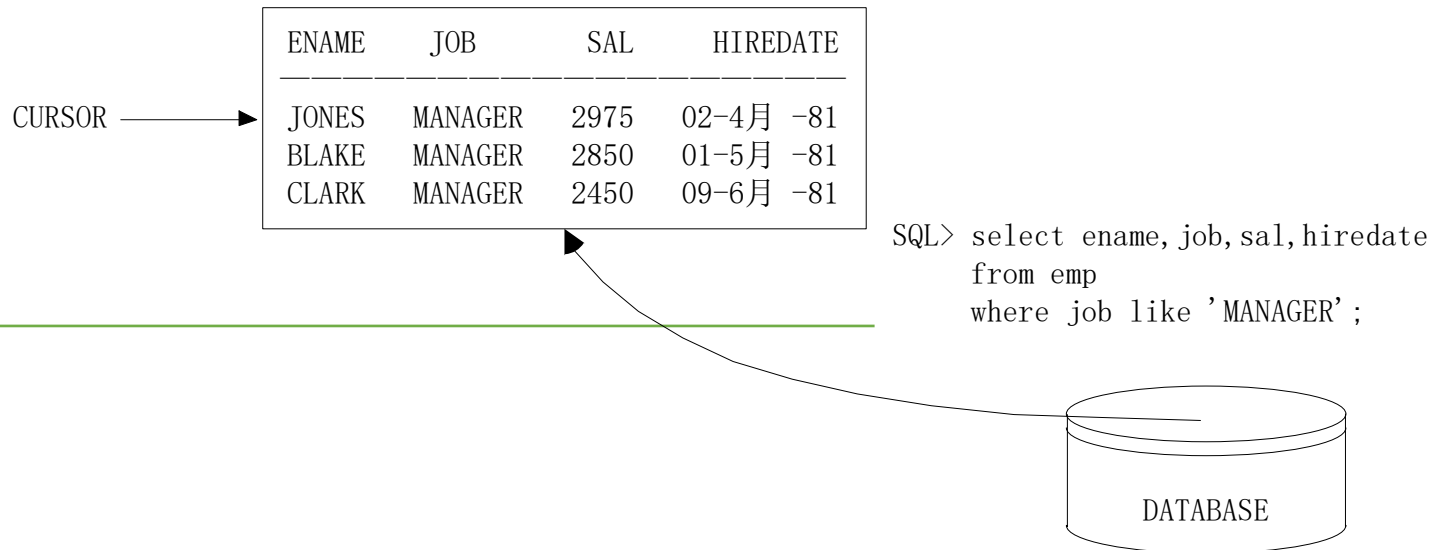 ENAME JOB SAL HIREDATE
——————————————————
CURSOR
JONES MANAGER 2975 02-4月 -81
BLAKE MANAGER 2850 01-5月 -81
CLARK MANAGER 2450 09-6月 -81
SQL> select ename,job,sal,hiredate
from emp
where job like 'MANAGER';
DATABASE